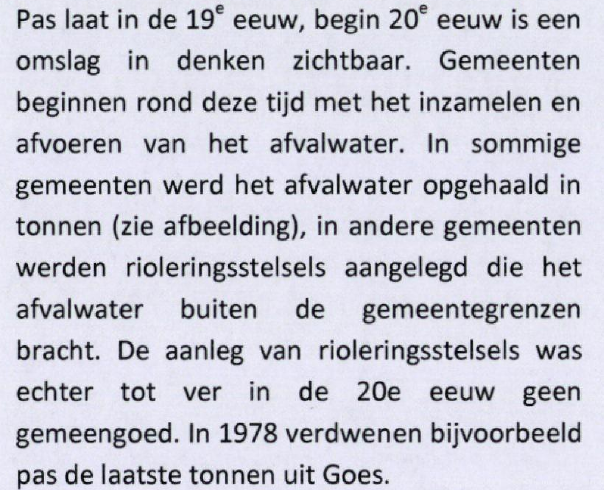 Pas laat in de 19e eeuw, begin 20e eeuw is een
omslag in denken zichtbaar. Gemeenten
beginnen rond deze tijd met het inzamelen en
afvoeren van het afvalwater. In sommige
gemeenten werd het afvalwater opgehaald in
tonnen (zie afbeelding), in andere gemeenten
werden rioleringsstelsels aangelegd die het
afvalwater buiten de gemeentegrenzen
bracht. De aanleg van rioleringsstelsels was
echter tot ver in de 20e eeuw geen
gemeengoed. In 1978 verdwenen bijvoorbeeld
pas de laatste tonnen uit Goes.